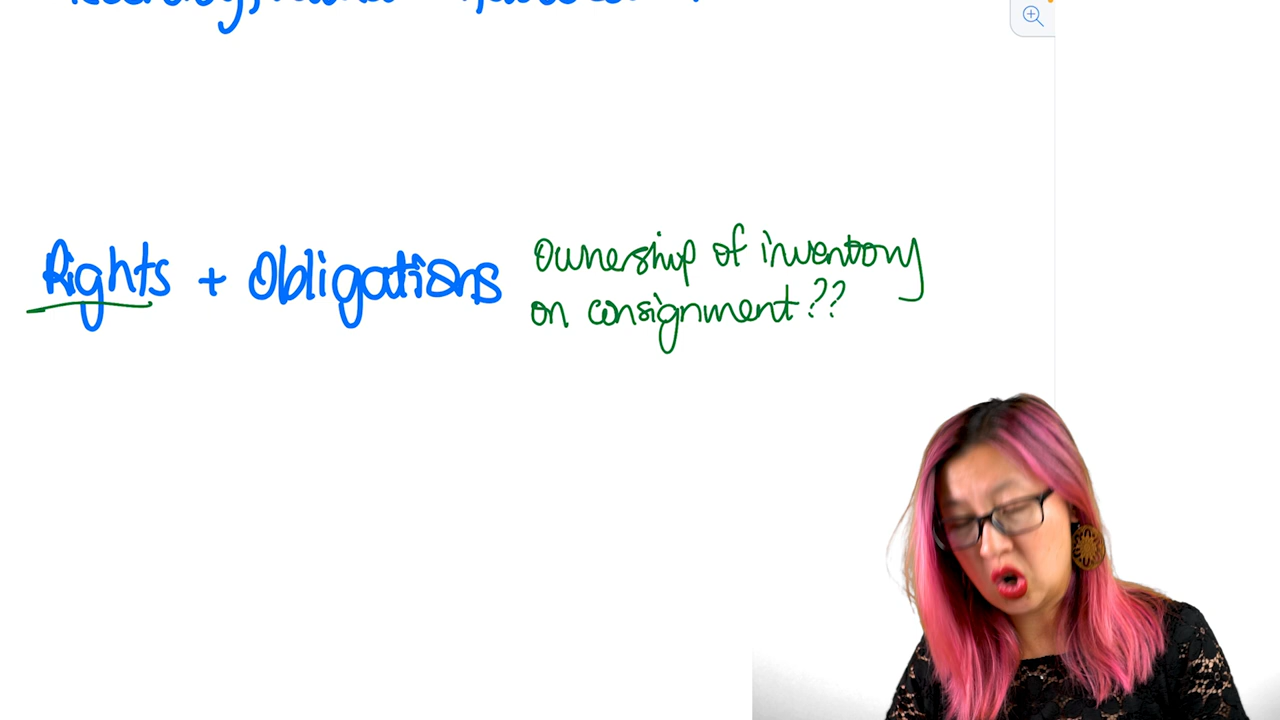 Rights + Obligations
Ownership of inventory
on consignment??